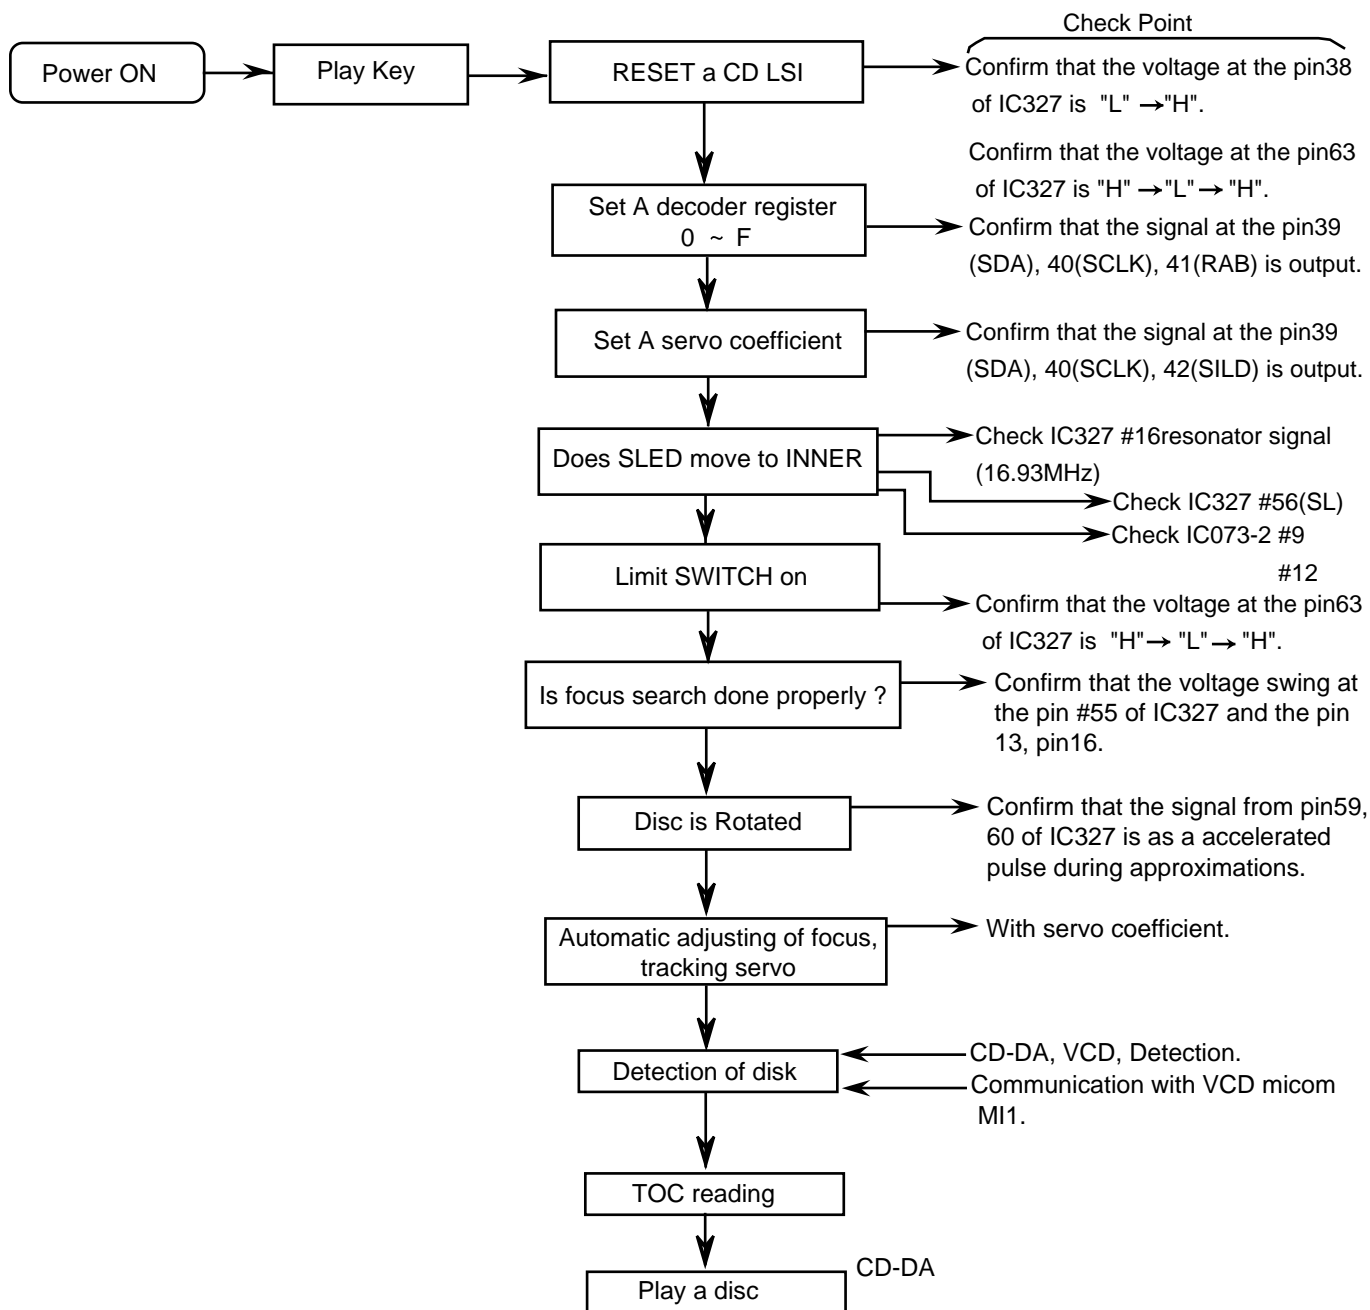 Check Point
Power ON
Play Key
RESET a CD LSI
Confirm that the voltage at the pin38
of IC327 is "L" →"H".
Confirm that the voltage at the pin63
of IC327 is "H" →"L"→ "H".
Set A decoder register
0 ~ F
Confirm that the signal at the pin39
(SDA), 40(SCLK), 41(RAB) is output.
Set A servo coefficient
Confirm that the signal at the pin39
(SDA), 40(SCLK), 42(SILD) is output.
Does SLED move to INNER
Check IC327 #16resonator signal
(16.93MHz)
Check IC327 #56(SL)
Check IC073-2 #9
#12
Limit SWITCH on
Confirm that the voltage at the pin63
of IC327 is "H"→ "L"→ "H".
Is focus search done properly ?
Confirm that the voltage swing at
the pin #55 of IC327 and the pin
13, pin16.
Disc is Rotated
Confirm that the signal from pin59,
60 of IC327 is as a accelerated
pulse during approximations.
Automatic adjusting of focus,
tracking servo
With servo coefficient.
Detection of disk
CD-DA, VCD, Detection.
Communication with VCD micom
MI1.
TOC reading
Play a disc
CD-DA